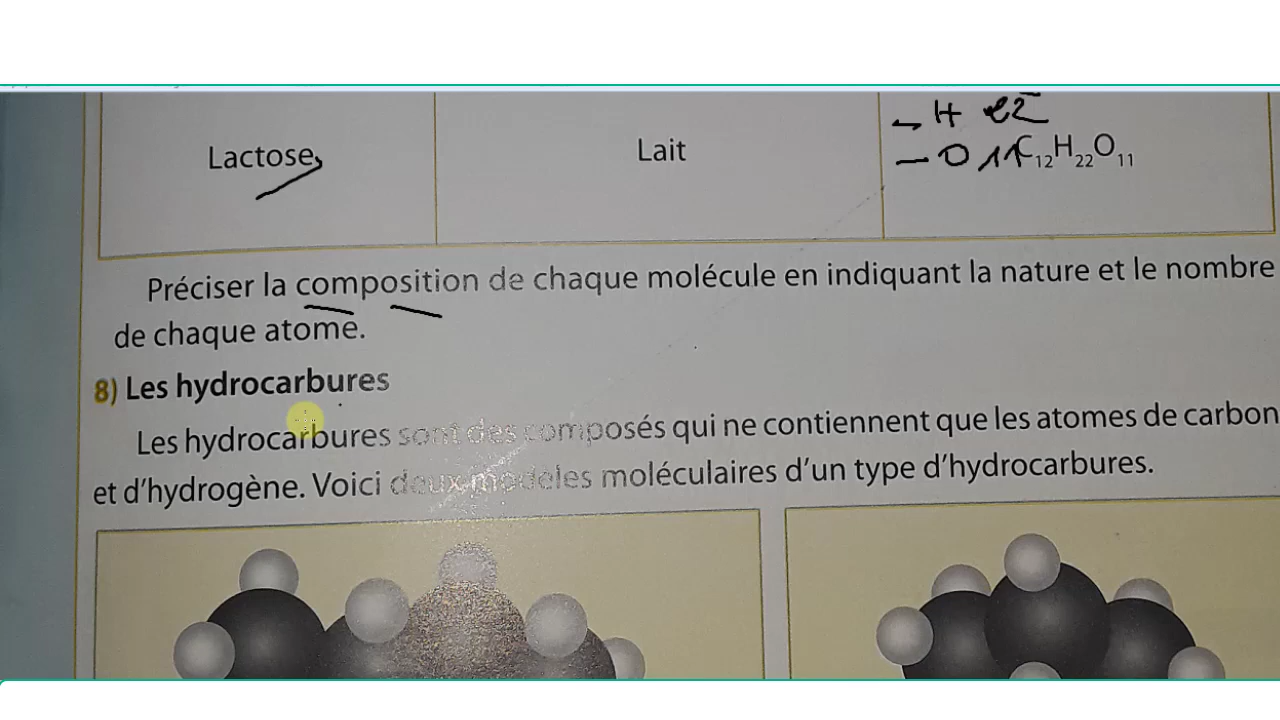 - H 22
Lactose
Lait
- O 11 C12H22O11
Préciser la composition de chaque molécule en indiquant la nature et le nombre
de chaque atome.
8) Les hydrocarbures
Les hydrocarbures sont des composés qui ne contiennent que les atomes de carbon
et d'hydrogène. Voici deux modèles moléculaires d'un type d'hydrocarbures.